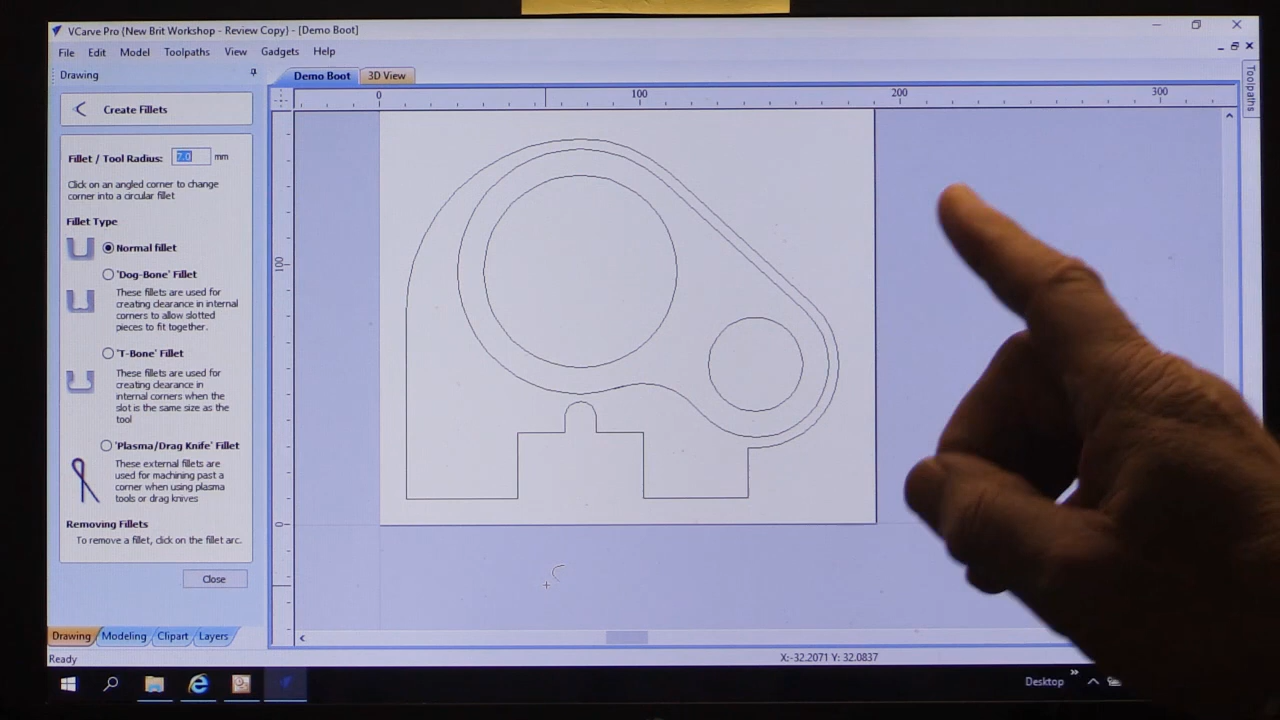 VCarve Pro {New Brit Workshop - Review Copy} - [Demo Boot]
File Edit Model Toolpaths View Gadgets Help
Drawing
Demo Boot 3D View
Toolpaths
Create Fillets
0 100 200 300
Fillet / Tool Radius: 7.0 mm
Click on an angled corner to change
corner into a circular fillet
Fillet Type
Normal fillet
'Dog-Bone' Fillet
These fillets are used for
creating clearance in internal
corners to allow slotted
pieces to fit together.
'T-Bone' Fillet
These fillets are used for
creating clearance in
internal corners when the
slot is the same size as the
tool
'Plasma/Drag Knife' Fillet
These external fillets are
used for machining past a
corner when using plasma
tools or drag knives
Removing Fillets
To remove a fillet, click on the fillet arc.
Close
100
0
Drawing Modeling Clipart Layers
Ready
X:-32.2071 Y: 32.0837
Desktop